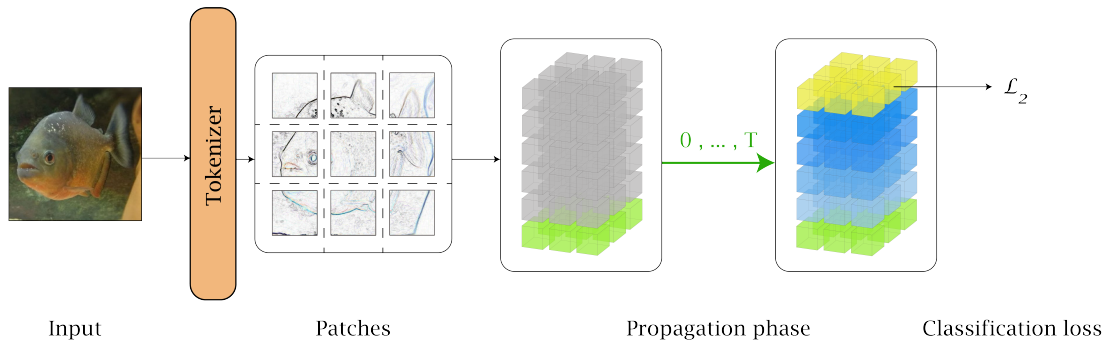 Tokenizer
0 , ... , T
ℒ₂
Input
Patches
Propagation phase
Classification loss